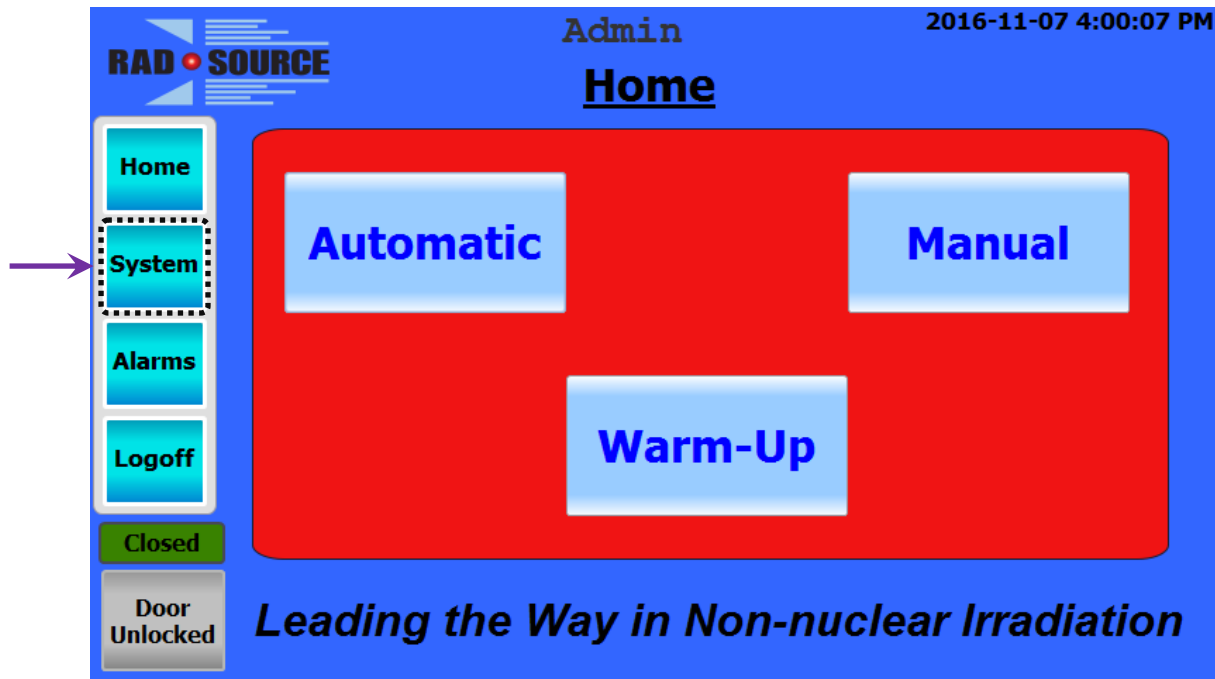 RAD SOURCE
Admin
2016-11-07 4:00:07 PM
Home
Home
System
Alarms
Logoff
Closed
Door
Unlocked
Automatic
Manual
Warm-Up
Leading the Way in Non-nuclear Irradiation